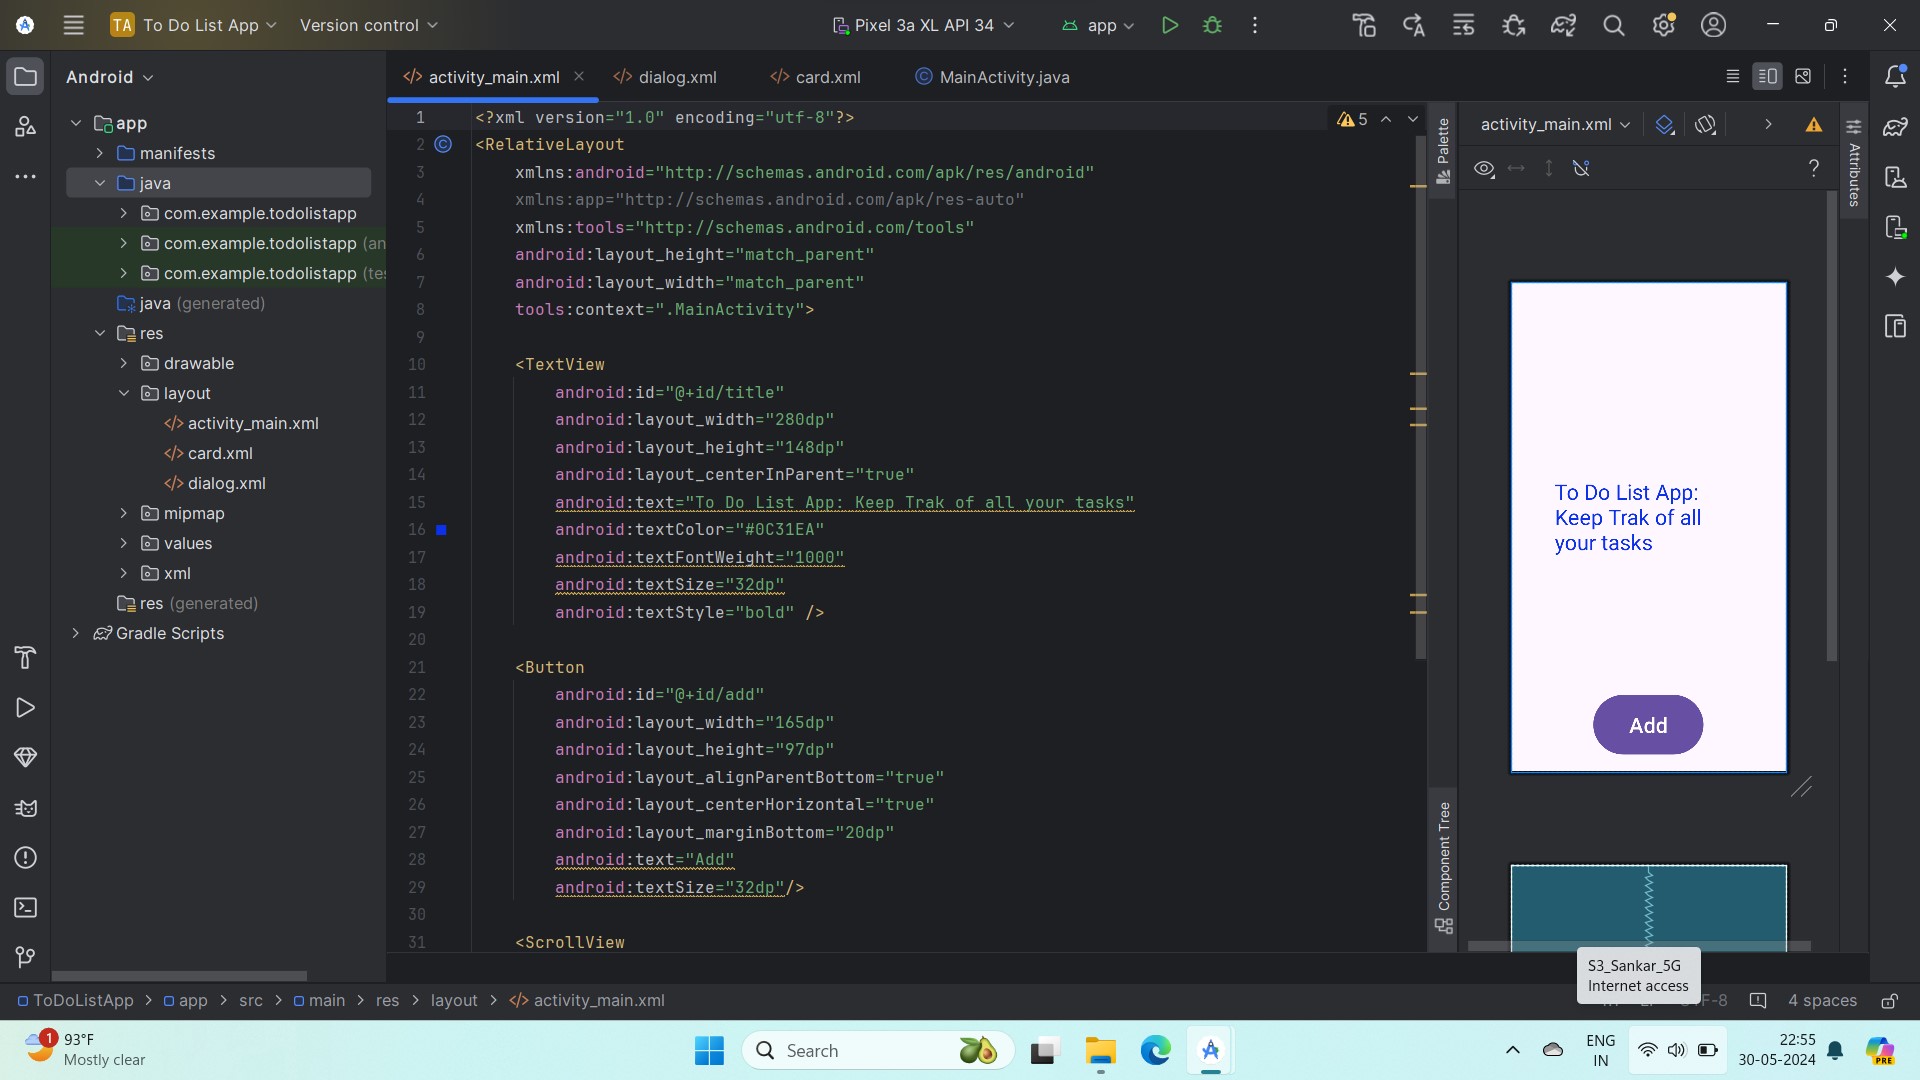 TA To Do List App Version control Pixel 3a XL API 34 app
Android
activity_main.xml dialog.xml card.xml MainActivity.java
app
manifests
java
com.example.todolistapp
com.example.todolistapp (an
com.example.todolistapp (tes
java (generated)
res
drawable
layout
activity_main.xml
card.xml
dialog.xml
mipmap
values
xml
res (generated)
Gradle Scripts
1 <?xml version="1.0" encoding="utf-8"?>
2 <RelativeLayout
3 xmlns:android="http://schemas.android.com/apk/res/android"
4 xmlns:app="http://schemas.android.com/apk/res-auto"
5 xmlns:tools="http://schemas.android.com/tools"
6 android:layout_height="match_parent"
7 android:layout_width="match_parent"
8 tools:context=".MainActivity">
9
10 <TextView
11 android:id="@+id/title"
12 android:layout_width="280dp"
13 android:layout_height="148dp"
14 android:layout_centerInParent="true"
15 android:text="To Do List App: Keep Trak of all your tasks"
16 android:textColor="#0C31EA"
17 android:textFontWeight="1000"
18 android:textSize="32dp"
19 android:textStyle="bold" />
20
21 <Button
22 android:id="@+id/add"
23 android:layout_width="165dp"
24 android:layout_height="97dp"
25 android:layout_alignParentBottom="true"
26 android:layout_centerHorizontal="true"
27 android:layout_marginBottom="20dp"
28 android:text="Add"
29 android:textSize="32dp"/>
30
31 <ScrollView
5
Palette
Component Tree
activity_main.xml
?
Attributes
To Do List App:
Keep Trak of all
your tasks
Add
S3_Sankar_5G
Internet access
ToDoListApp app src main res layout activity_main.xml
4 spaces
1
93°F
Mostly clear
Search
ENG
IN
22:55
30-05-2024
PRE